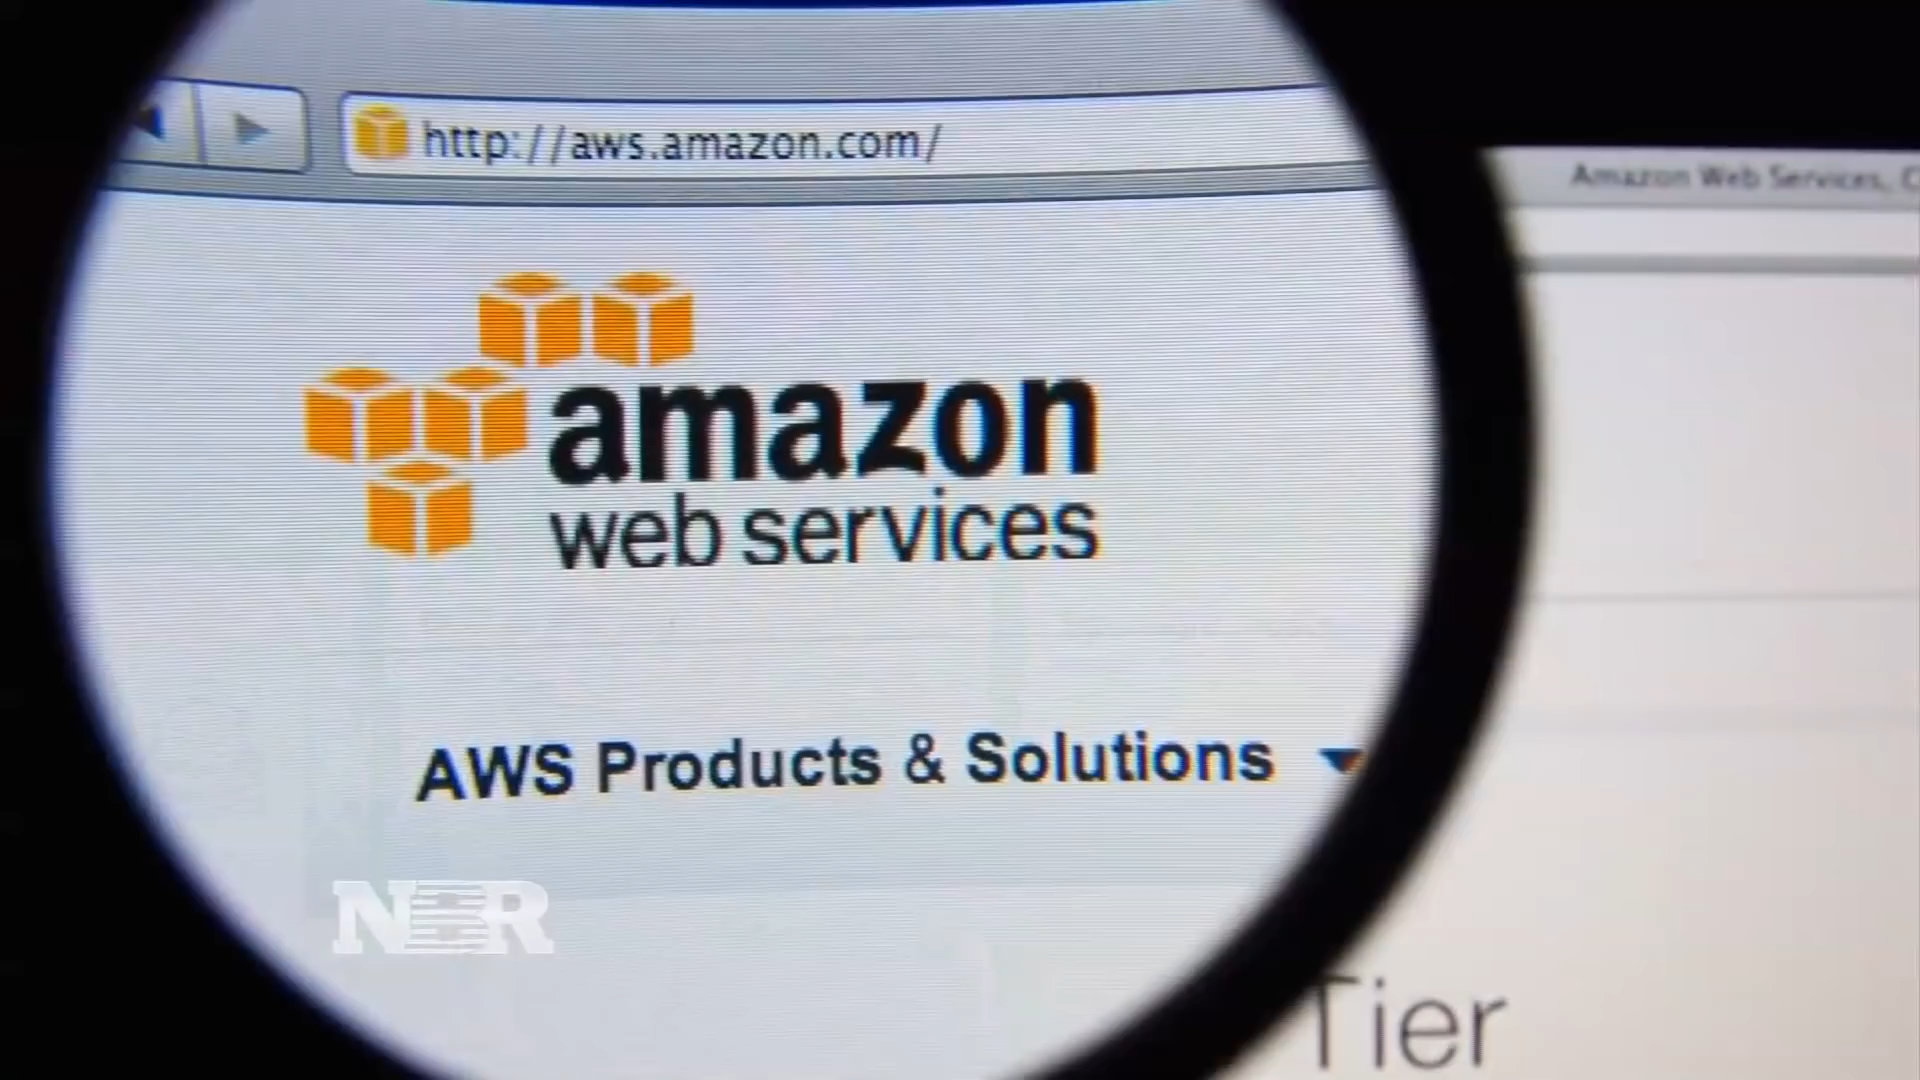 http://aws.amazon.com/
Amazon Web Services, C
amazon
web services
AWS Products & Solutions
NBR
Tier